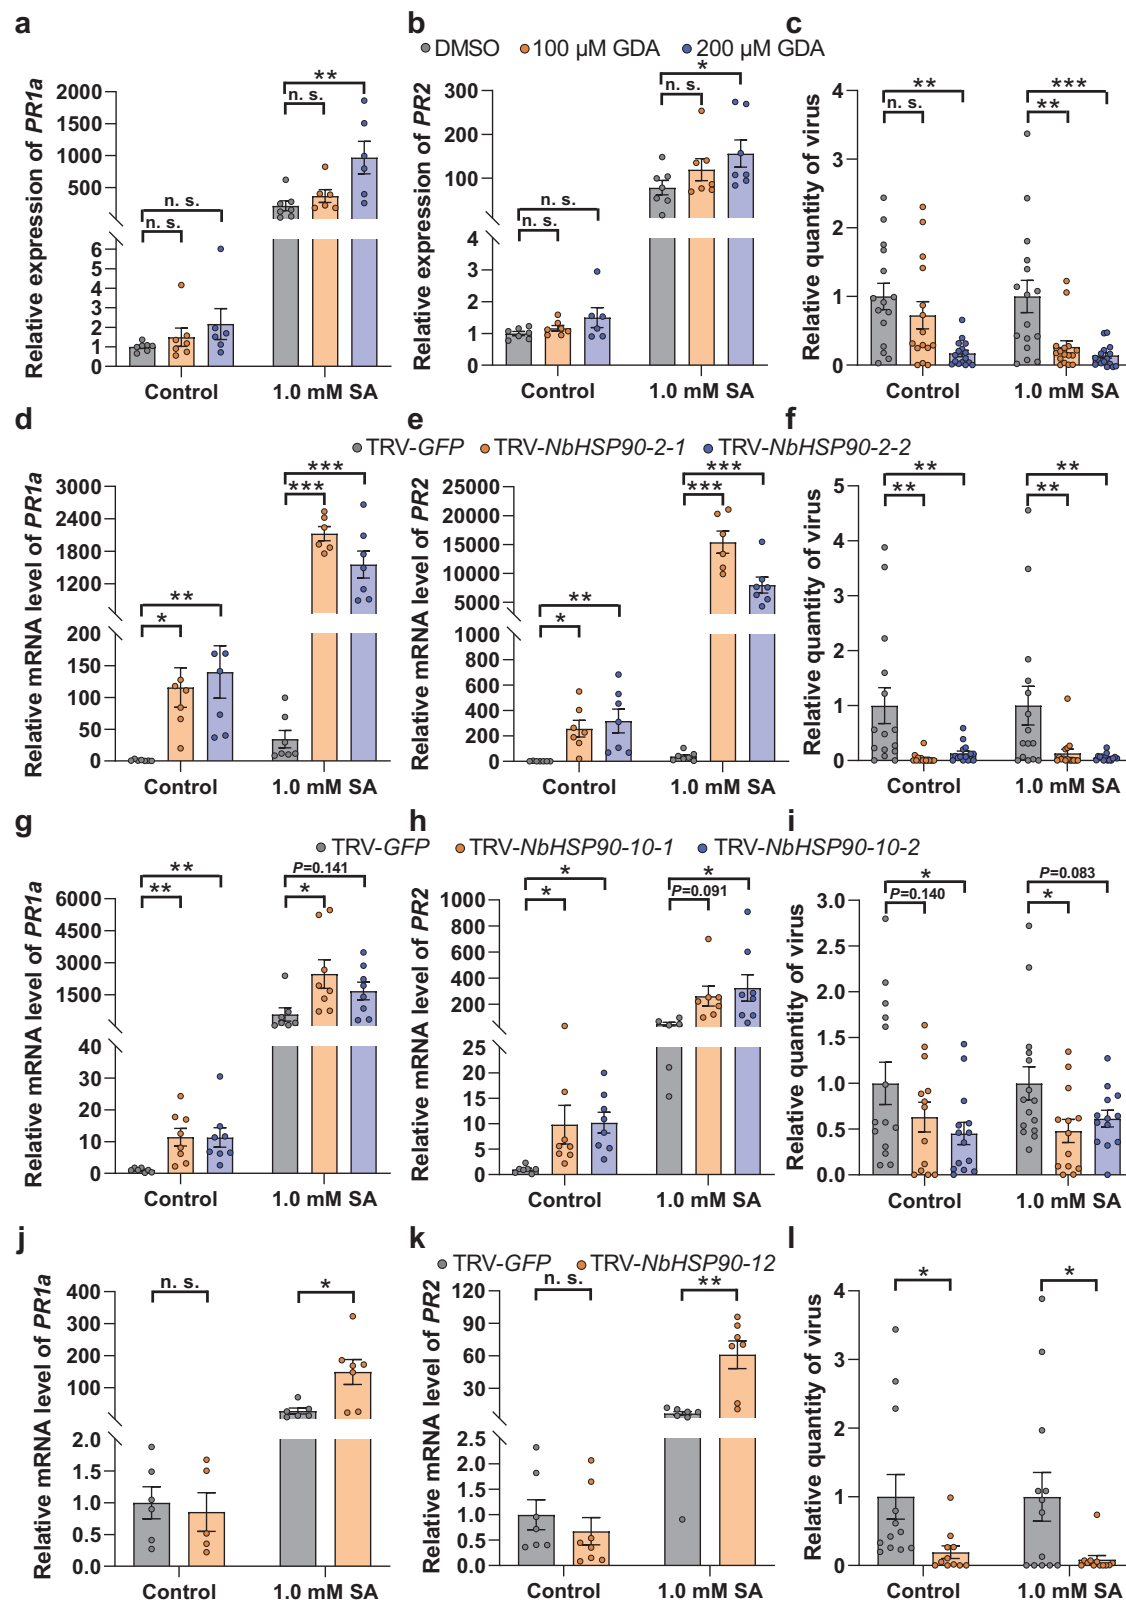 a
b
c
DMSO 100 µM GDA 200 µM GDA
Relative expression of PR1a
2000
1000
500
6
5
4
3
2
1
0
n. s.
n. s.
n. s.
**
Control
1.0 mM SA
Relative expression of PR2
300
200
100
4
3
2
1
0
n. s.
n. s.
n. s.
*
Control
1.0 mM SA
Relative quantity of virus
4
3
2
1
0
n. s.
**
**
***
Control
1.0 mM SA
d
e
f
TRV-GFP TRV-NbHSP90-2-1 TRV-NbHSP90-2-2
Relative mRNA level of PR1a
3000
2400
1800
1200
200
150
100
50
0
*
**
***
***
Control
1.0 mM SA
Relative mRNA level of PR2
25000
20000
15000
10000
5000
1000
800
600
400
200
0
*
**
***
***
Control
1.0 mM SA
Relative quantity of virus
5
4
3
2
1
0
**
**
**
**
Control
1.0 mM SA
g
h
i
TRV-GFP TRV-NbHSP90-10-1 TRV-NbHSP90-10-2
Relative mRNA level of PR1a
6000
4500
3000
1500
40
30
20
10
0
**
**
*
P=0.141
Control
1.0 mM SA
Relative mRNA level of PR2
1000
800
600
400
200
25
20
15
10
5
0
*
*
P=0.091
*
Control
1.0 mM SA
Relative quantity of virus
3.0
2.5
2.0
1.5
1.0
0.5
0
P=0.140
*
*
P=0.083
Control
1.0 mM SA
j
k
l
TRV-GFP TRV-NbHSP90-12
Relative mRNA level of PR1a
400
300
200
100
2.0
1.5
1.0
0.5
0.0
n. s.
*
Control
1.0 mM SA
Relative mRNA level of PR2
120
90
60
30
2.5
2.0
1.5
1.0
0.5
0.0
n. s.
**
Control
1.0 mM SA
Relative quantity of virus
4
3
2
1
0
*
*
Control
1.0 mM SA